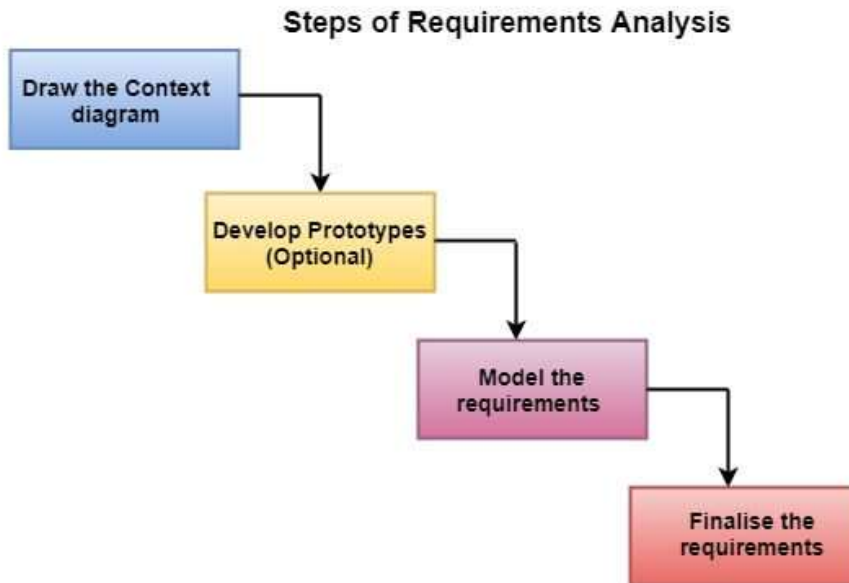 Steps of Requirements Analysis
Draw the Context
diagram
Develop Prototypes
(Optional)
Model the
requirements
Finalise the
requirements